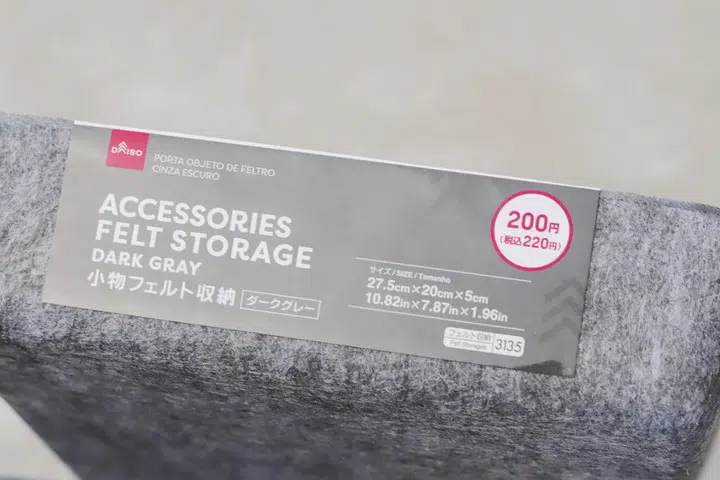 DAISO
PORTA OBJETO DE FELTRO
CINZA ESCURO
ACCESSORIES
FELT STORAGE
DARK GRAY
小物フェルト収納 ダークグレー
200円
(税込220円)
サイズ / SIZE / Tamanho
27.5cm×20cm×5cm
10.82in×7.87in×1.96in
フェルト収納 3135
Felt Storages